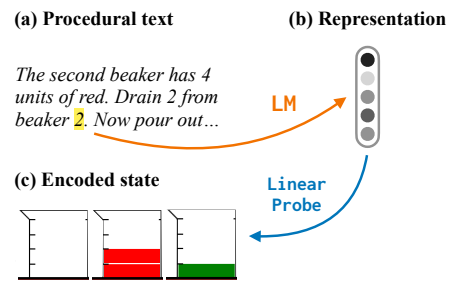 (a) Procedural text
(b) Representation
The second beaker has 4
units of red. Drain 2 from
beaker 2. Now pour out…
LM
(c) Encoded state
Linear
Probe